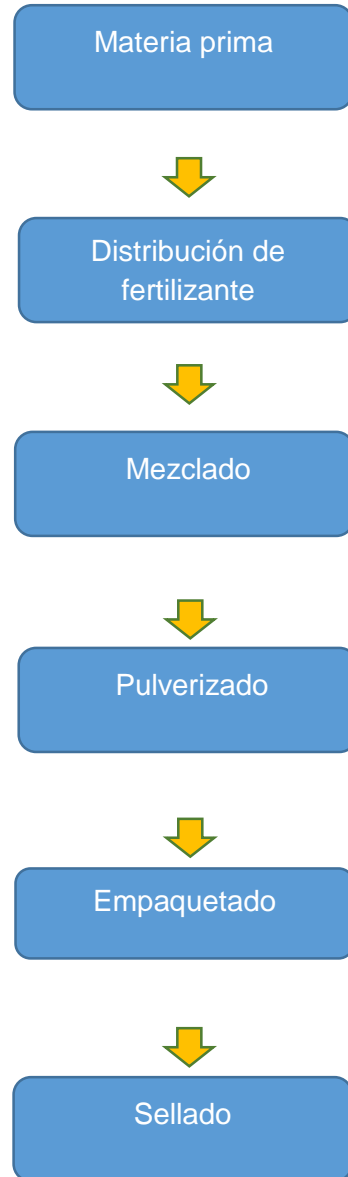 Materia prima
Distribución de
fertilizante
Mezclado
Pulverizado
Empaquetado
Sellado